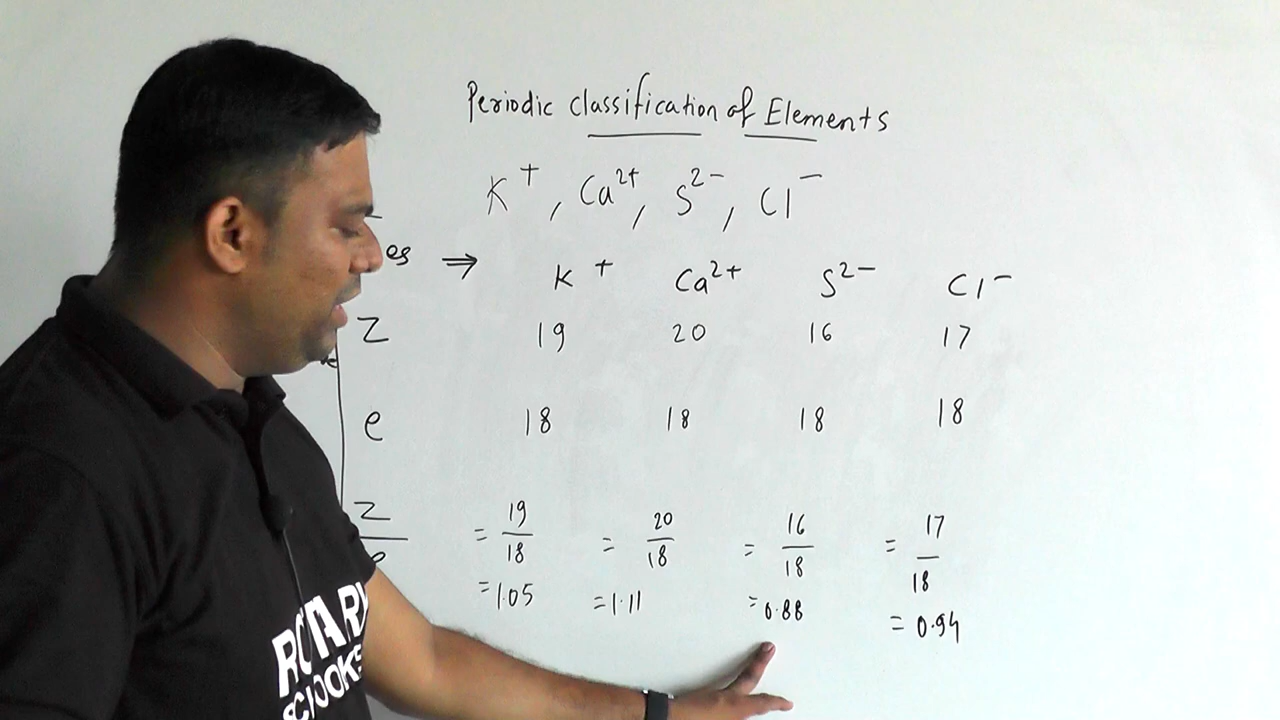 Periodic Classification of Elements
K⁺, Ca²⁺, S²⁻, Cl⁻
es ⇒ K⁺ Ca²⁺ S²⁻ Cl⁻
Z 19 20 16 17
e 18 18 18 18
Z/e = 19/18 = 20/18 = 16/18 = 17/18
=1.05 =1.11 =0.88 = 0.94